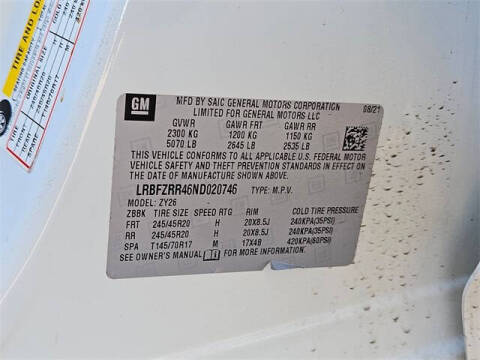 TIRE AND LO
GM
MFD BY SAIC GENERAL MOTORS CORPORATION
08/21
LIMITED FOR GENERAL MOTORS LLC
GVWR GAWR FRT GAWR RR
2300 KG 1200 KG 1150 KG
5070 LB 2645 LB 2535 LB
THIS VEHICLE CONFORMS TO ALL APPLICABLE U.S. FEDERAL MOTOR
VEHICLE SAFETY AND THEFT PREVENTION STANDARDS IN EFFECT ON
THE DATE OF MANUFACTURE SHOWN ABOVE.
LRBFZRR46ND020746 TYPE: M.P.V.
MODEL: ZY26
ZBBK TIRE SIZE SPEED RTG RIM COLD TIRE PRESSURE
FRT 245/45R20 H 20X8.5J 240KPA(35PSI)
RR 245/45R20 H 20X8.5J 240KPA(35PSI)
SPA T145/70R17 M 17X4B 420KPA(60PSI)
SEE OWNER'S MANUAL FOR MORE INFORMATION.